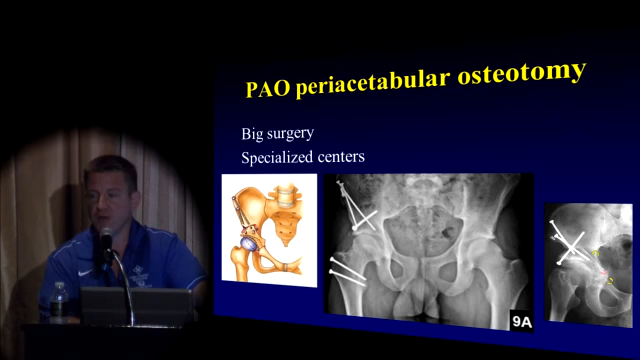 PAO periacetabular osteotomy
Big surgery
Specialized centers
9A